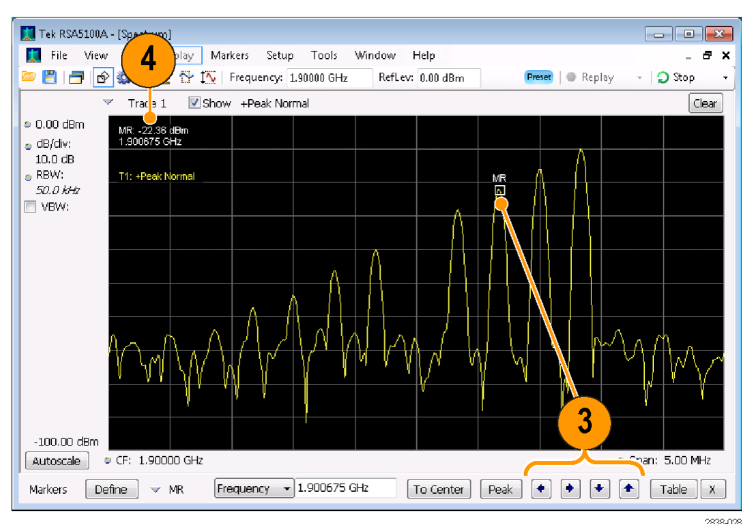 Tek RSA5100A - [Spectrum]
File View Display Markers Setup Tools Window Help
Frequency: 1.90000 GHz RefLev: 0.00 dBm Preset Replay Stop
Trace 1 Show +Peak Normal Clear
0.00 dBm
dB/div:
10.0 dB
RBW:
50.0 kHz
VBW:
-100.00 dBm
MR: -22.36 dBm
1.900675 GHz
T1: +Peak Normal
MR
4
3
Autoscale CF: 1.90000 GHz Span: 5.00 MHz
Markers Define MR Frequency 1.900675 GHz To Center Peak Table X
2838-028